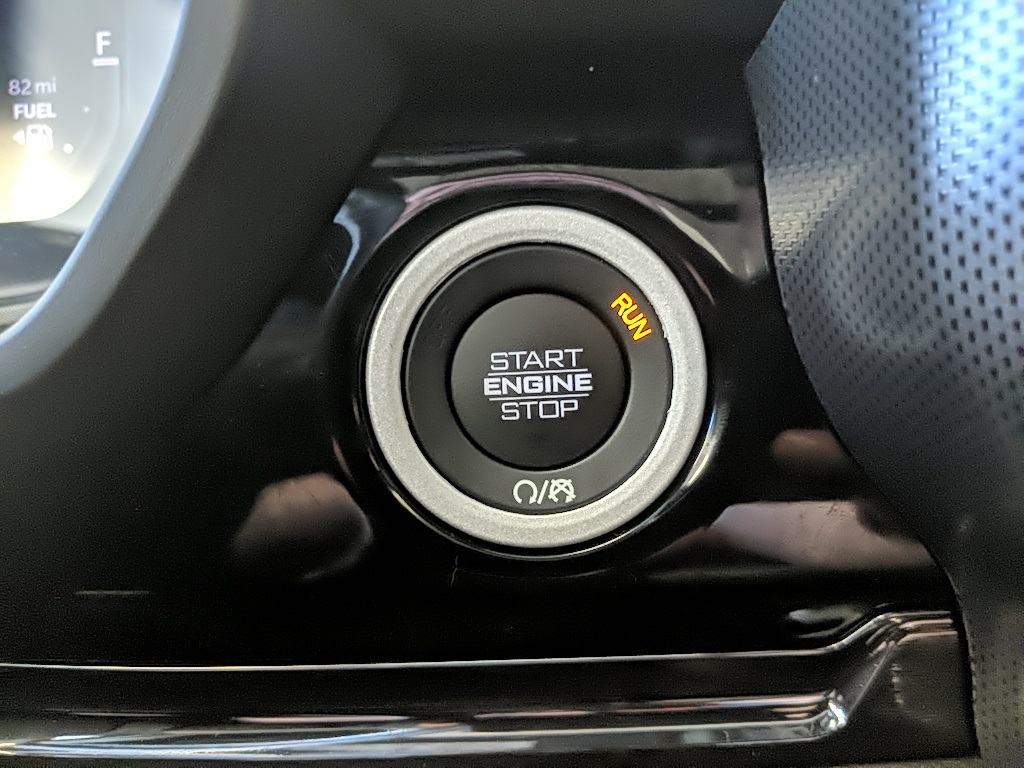 F
82 mi
FUEL
RUN
START
ENGINE
STOP